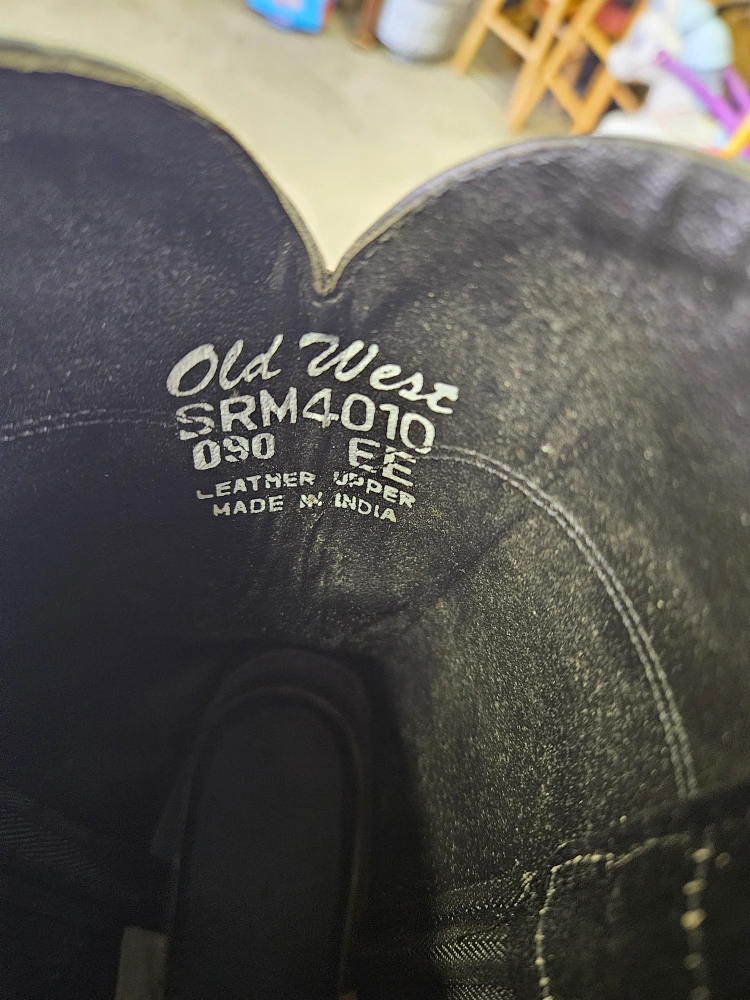 Old West
SRM4010
090 EE
LEATHER UPPER
MADE IN INDIA